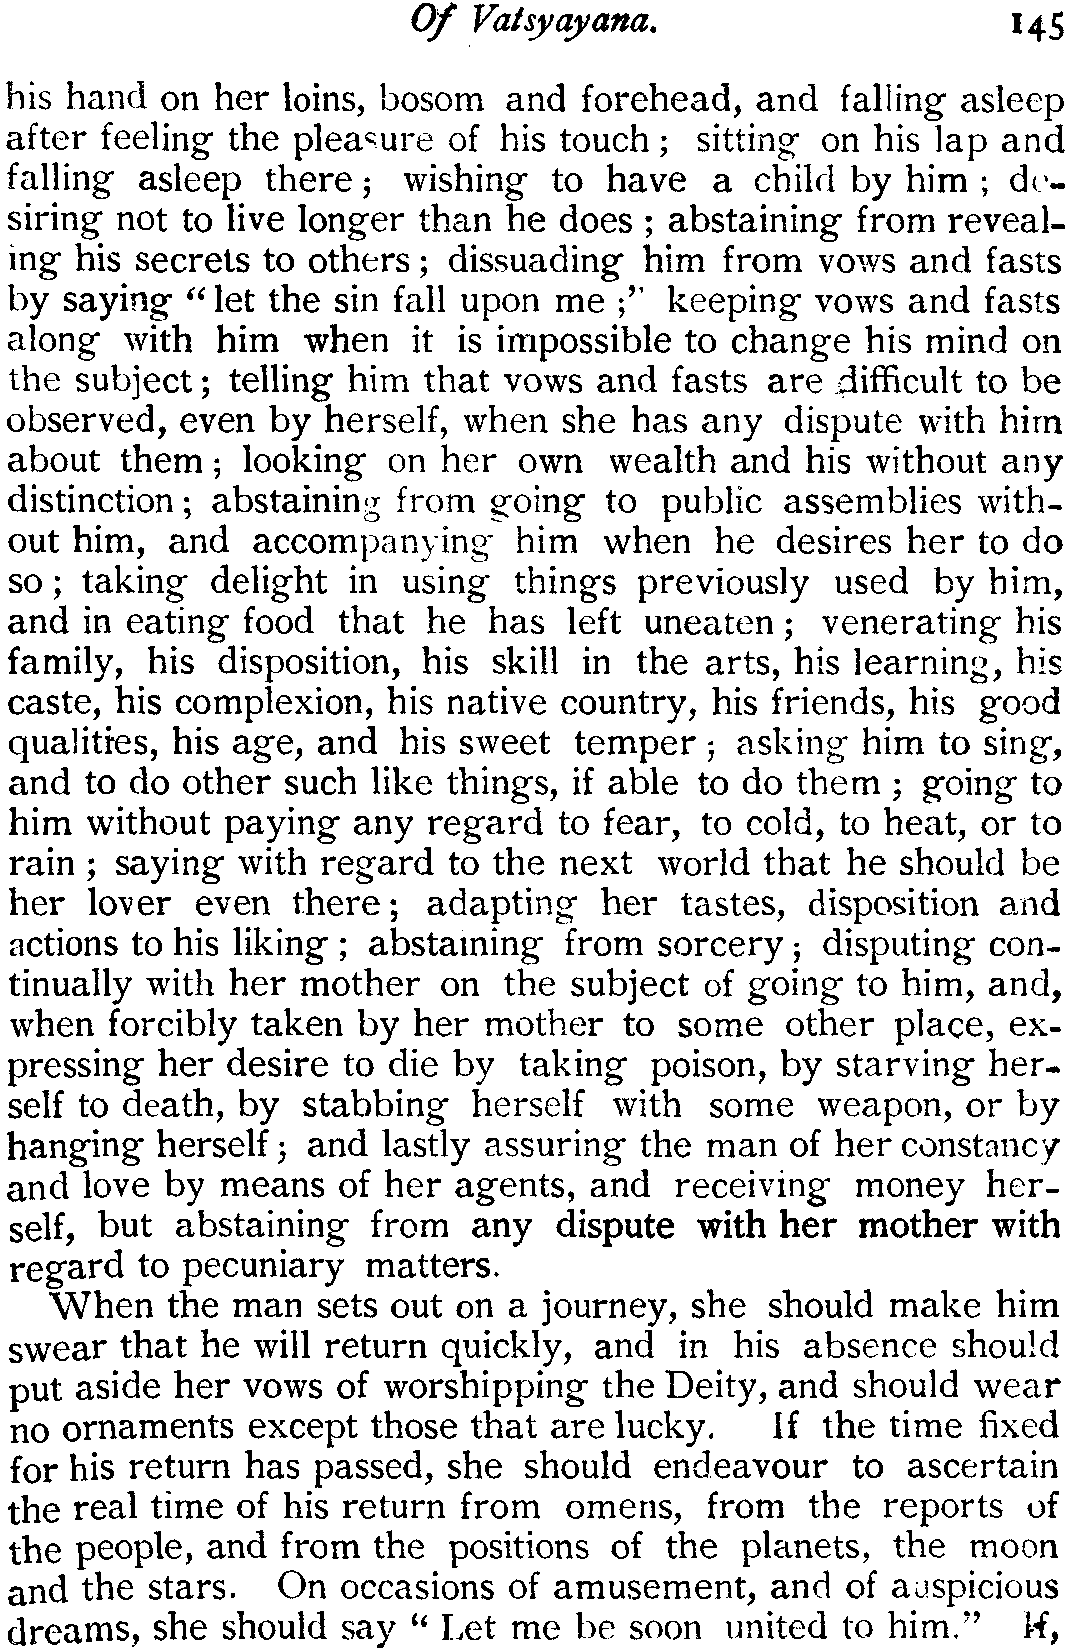 Of Vatsyayana. 145
his hand on her loins, bosom and forehead, and falling asleep
after feeling the pleasure of his touch ; sitting on his lap and
falling asleep there ; wishing to have a child by him ; de-
siring not to live longer than he does ; abstaining from reveal-
ing his secrets to others ; dissuading him from vows and fasts
by saying “let the sin fall upon me ;” keeping vows and fasts
along with him when it is impossible to change his mind on
the subject ; telling him that vows and fasts are difficult to be
observed, even by herself, when she has any dispute with him
about them ; looking on her own wealth and his without any
distinction ; abstaining from going to public assemblies with-
out him, and accompanying him when he desires her to do
so ; taking delight in using things previously used by him,
and in eating food that he has left uneaten ; venerating his
family, his disposition, his skill in the arts, his learning, his
caste, his complexion, his native country, his friends, his good
qualities, his age, and his sweet temper ; asking him to sing,
and to do other such like things, if able to do them ; going to
him without paying any regard to fear, to cold, to heat, or to
rain ; saying with regard to the next world that he should be
her lover even there ; adapting her tastes, disposition and
actions to his liking ; abstaining from sorcery ; disputing con-
tinually with her mother on the subject of going to him, and,
when forcibly taken by her mother to some other place, ex-
pressing her desire to die by taking poison, by starving her-
self to death, by stabbing herself with some weapon, or by
hanging herself ; and lastly assuring the man of her constancy
and love by means of her agents, and receiving money her-
self, but abstaining from any dispute with her mother with
regard to pecuniary matters.
When the man sets out on a journey, she should make him
swear that he will return quickly, and in his absence should
put aside her vows of worshipping the Deity, and should wear
no ornaments except those that are lucky. If the time fixed
for his return has passed, she should endeavour to ascertain
the real time of his return from omens, from the reports of
the people, and from the positions of the planets, the moon
and the stars. On occasions of amusement, and of auspicious
dreams, she should say “ Let me be soon united to him.” If,